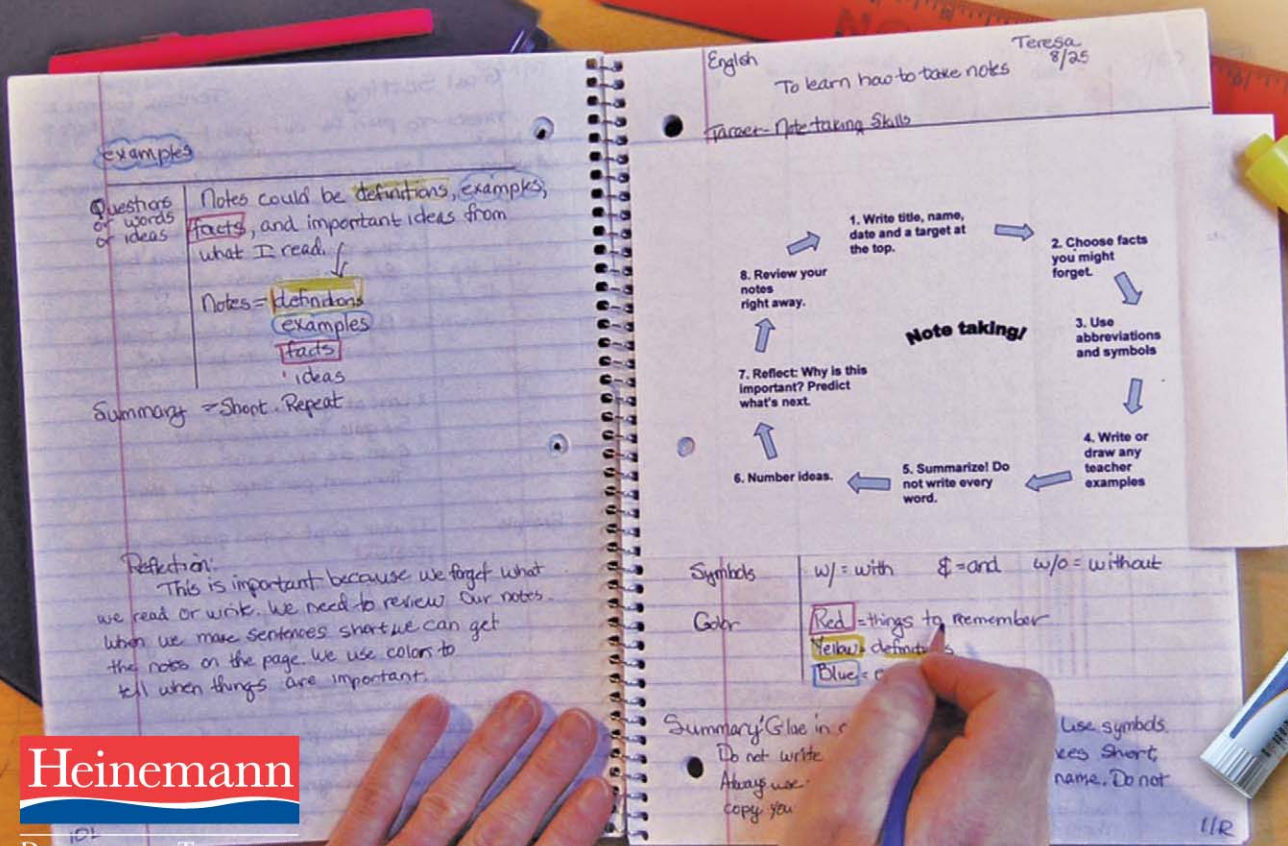 examples
Questions
or words
or ideas
Notes could be definitions, examples,
facts, and important ideas from
what I read.
Notes = definitions
examples
facts
ideas
Summary = Short. Repeat
Reflection:
This is important because we forget what
we read or write. We need to review our notes.
When we make sentences short we can get
the notes on the page. We use colors to
tell when things are important.
Heinemann
English
Teresa
8/25
To learn how to take notes
Target - Note taking Skills
1. Write title, name,
date and a target at
the top.
2. Choose facts
you might
forget.
3. Use
abbreviations
and symbols
4. Write or
draw any
teacher
examples
5. Summarize! Do
not write every
word.
6. Number ideas.
7. Reflect: Why is this
important? Predict
what's next.
8. Review your
notes
right away.
Note taking!
Symbols w/ = with & = and w/o = without
Color Red = things to remember
Yellow =
Blue =
Summary: Glue in Use symbols.
Do not write short,
Always use name. Do not
copy
11R